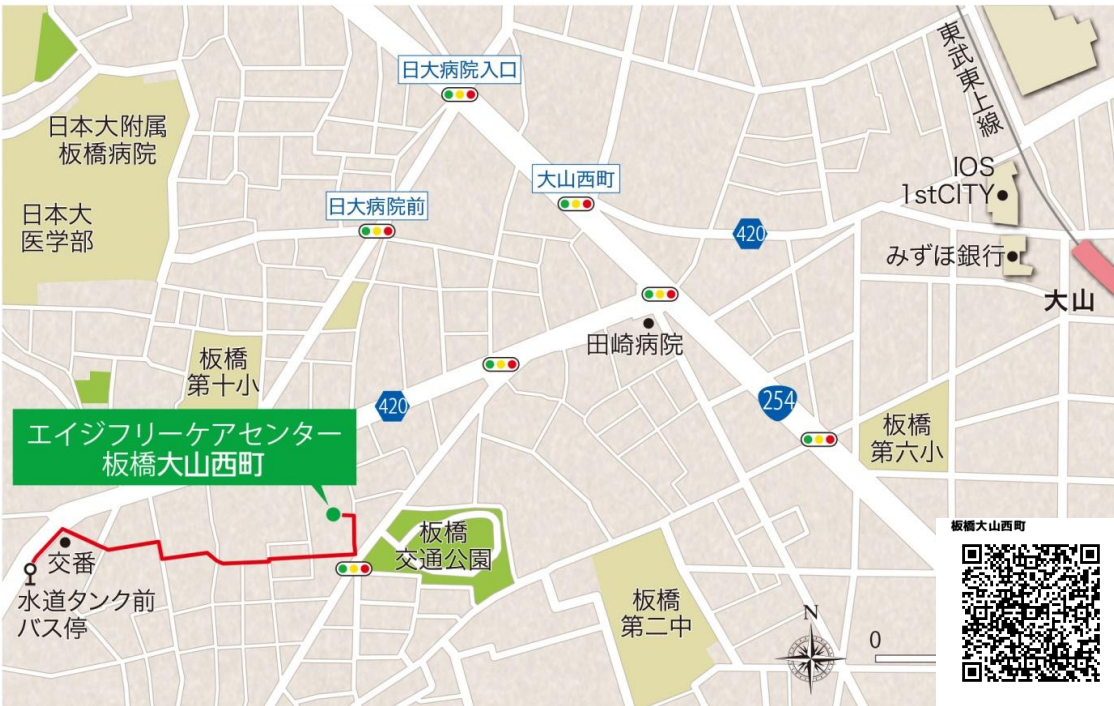 日大病院入口
東武東上線
日本大附属
板橋病院
大山西町
IOS
1stCITY
日本大
医学部
日大病院前
420
みずほ銀行
大山
田崎病院
板橋
第十小
420
254
エイジフリーケアセンター
板橋大山西町
板橋
第六小
板橋
交通公園
板橋大山西町
交番
水道タンク前
バス停
板橋
第二中
N
0